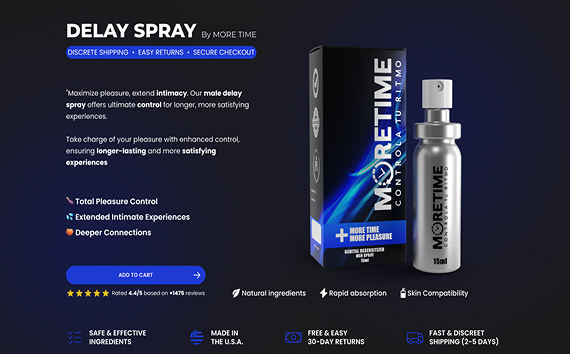 DELAY SPRAY By MORE TIME
DISCRETE SHIPPING • EASY RETURNS • SECURE CHECKOUT
"Maximize pleasure, extend intimacy. Our male delay
spray offers ultimate control for longer, more satisfying
experiences.
Take charge of your pleasure with enhanced control,
ensuring longer-lasting and more satisfying
experiences
Total Pleasure Control
Extended Intimate Experiences
Deeper Connections
ADD TO CART
Rated 4.4/5 based on +1475 reviews
MORETIME
CONTROLA TU RITMO
+ MORE TIME
MORE PLEASURE
GENITAL DESENSITIZER
MEN SPRAY
15ml
MORETIME
CONTROLA TU RITMO
15ml
Natural ingredients
Rapid absorption
Skin Compatibility
SAFE & EFFECTIVE
INGREDIENTS
MADE IN
THE U.S.A.
FREE & EASY
30-DAY RETURNS
FAST & DISCREET
SHIPPING (2-5 DAYS)